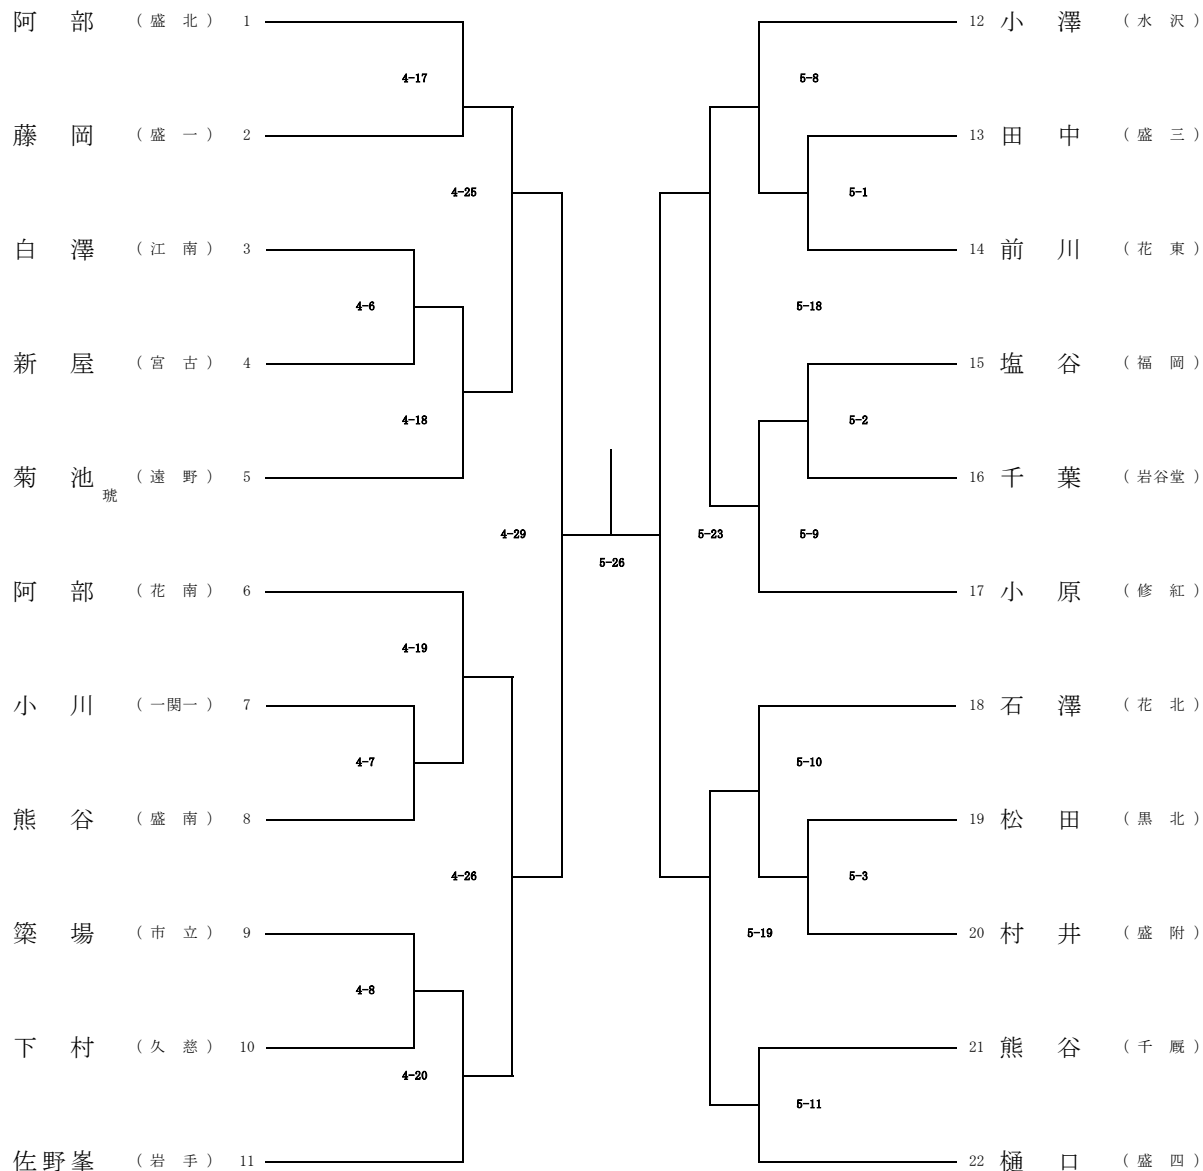 阿部 （盛北） 1
4-17
藤岡 （盛一） 2
4-25
白澤 （江南） 3
4-6
新屋 （宮古） 4
4-18
菊池 琥 （遠野） 5
4-29
阿部 （花南） 6
4-19
小川 （一関一） 7
4-7
熊谷 （盛南） 8
4-26
築場 （市立） 9
4-8
下村 （久慈） 10
4-20
佐野峯 （岩手） 11
5-26
12 小澤 （水沢）
5-8
13 田中 （盛三）
5-1
14 前川 （花東）
5-18
15 塩谷 （福岡）
5-2
16 千葉 （岩谷堂）
5-23
5-9
17 小原 （修紅）
18 石澤 （花北）
5-10
19 松田 （黒北）
5-3
20 村井 （盛附）
5-19
21 熊谷 （千厩）
5-11
22 樋口 （盛四）